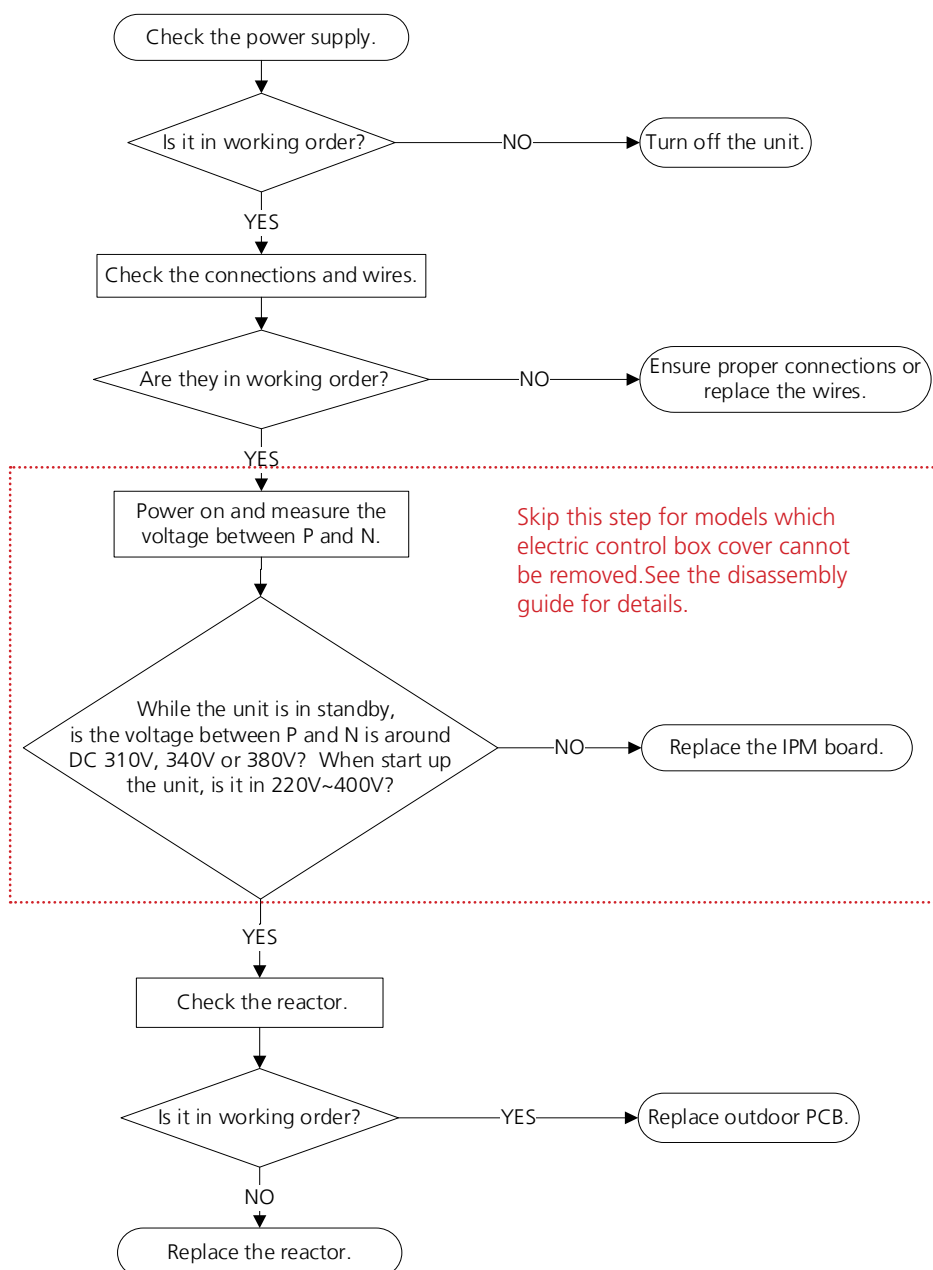 Check the power supply.
Is it in working order?
NO
Turn off the unit.
YES
Check the connections and wires.
Are they in working order?
NO
Ensure proper connections or
replace the wires.
YES
Power on and measure the
voltage between P and N.
Skip this step for models which
electric control box cover cannot
be removed.See the disassembly
guide for details.
While the unit is in standby,
is the voltage between P and N is around
DC 310V, 340V or 380V? When start up
the unit, is it in 220V~400V?
NO
Replace the IPM board.
YES
Check the reactor.
Is it in working order?
YES
Replace outdoor PCB.
NO
Replace the reactor.